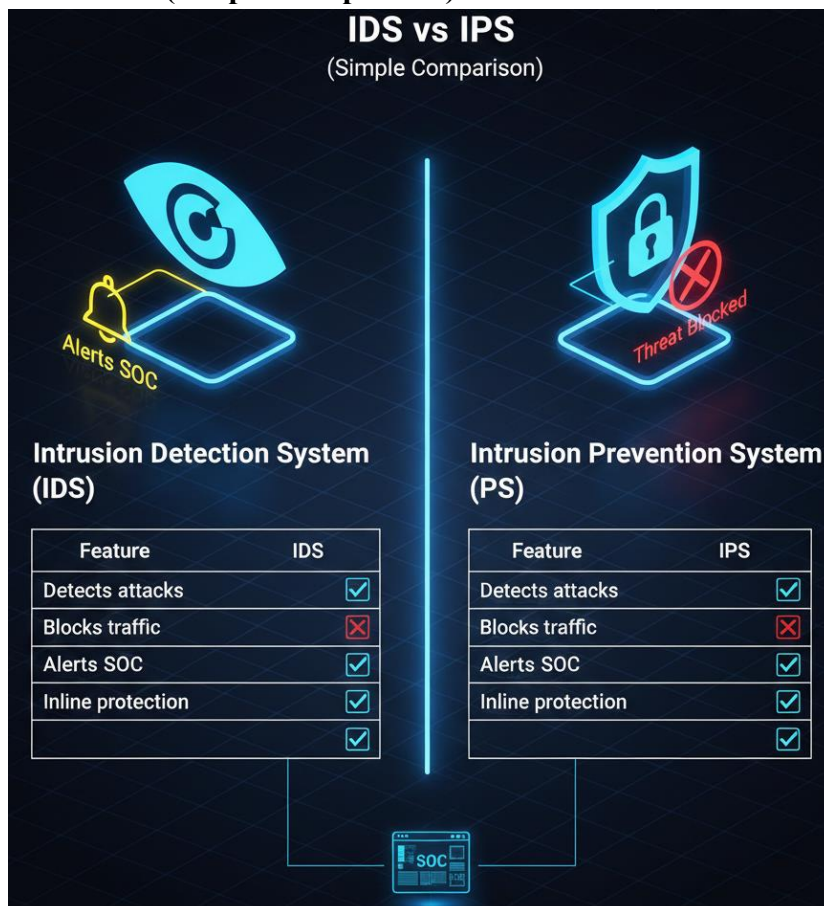 IDS vs IPS
(Simple Comparison)
Alerts SOC
Threat Blocked
Intrusion Detection System
(IDS)
Feature IDS
Detects attacks
Blocks traffic
Alerts SOC
Inline protection
Intrusion Prevention System
(PS)
Feature IPS
Detects attacks
Blocks traffic
Alerts SOC
Inline protection
SOC